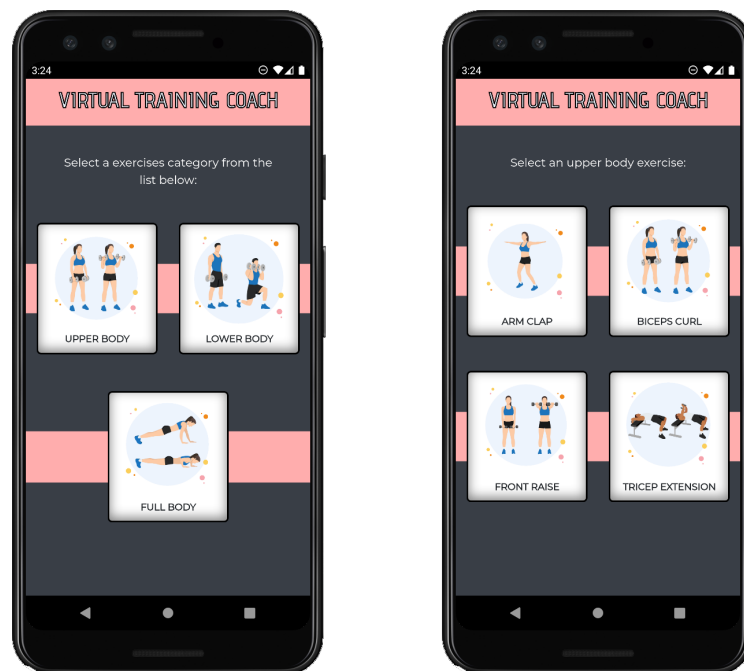 3:24
VIRTUAL TRAINING COACH
Select a exercises category from the
list below:
UPPER BODY
LOWER BODY
FULL BODY
3:24
VIRTUAL TRAINING COACH
Select an upper body exercise:
ARM CLAP
BICEPS CURL
FRONT RAISE
TRICEP EXTENSION